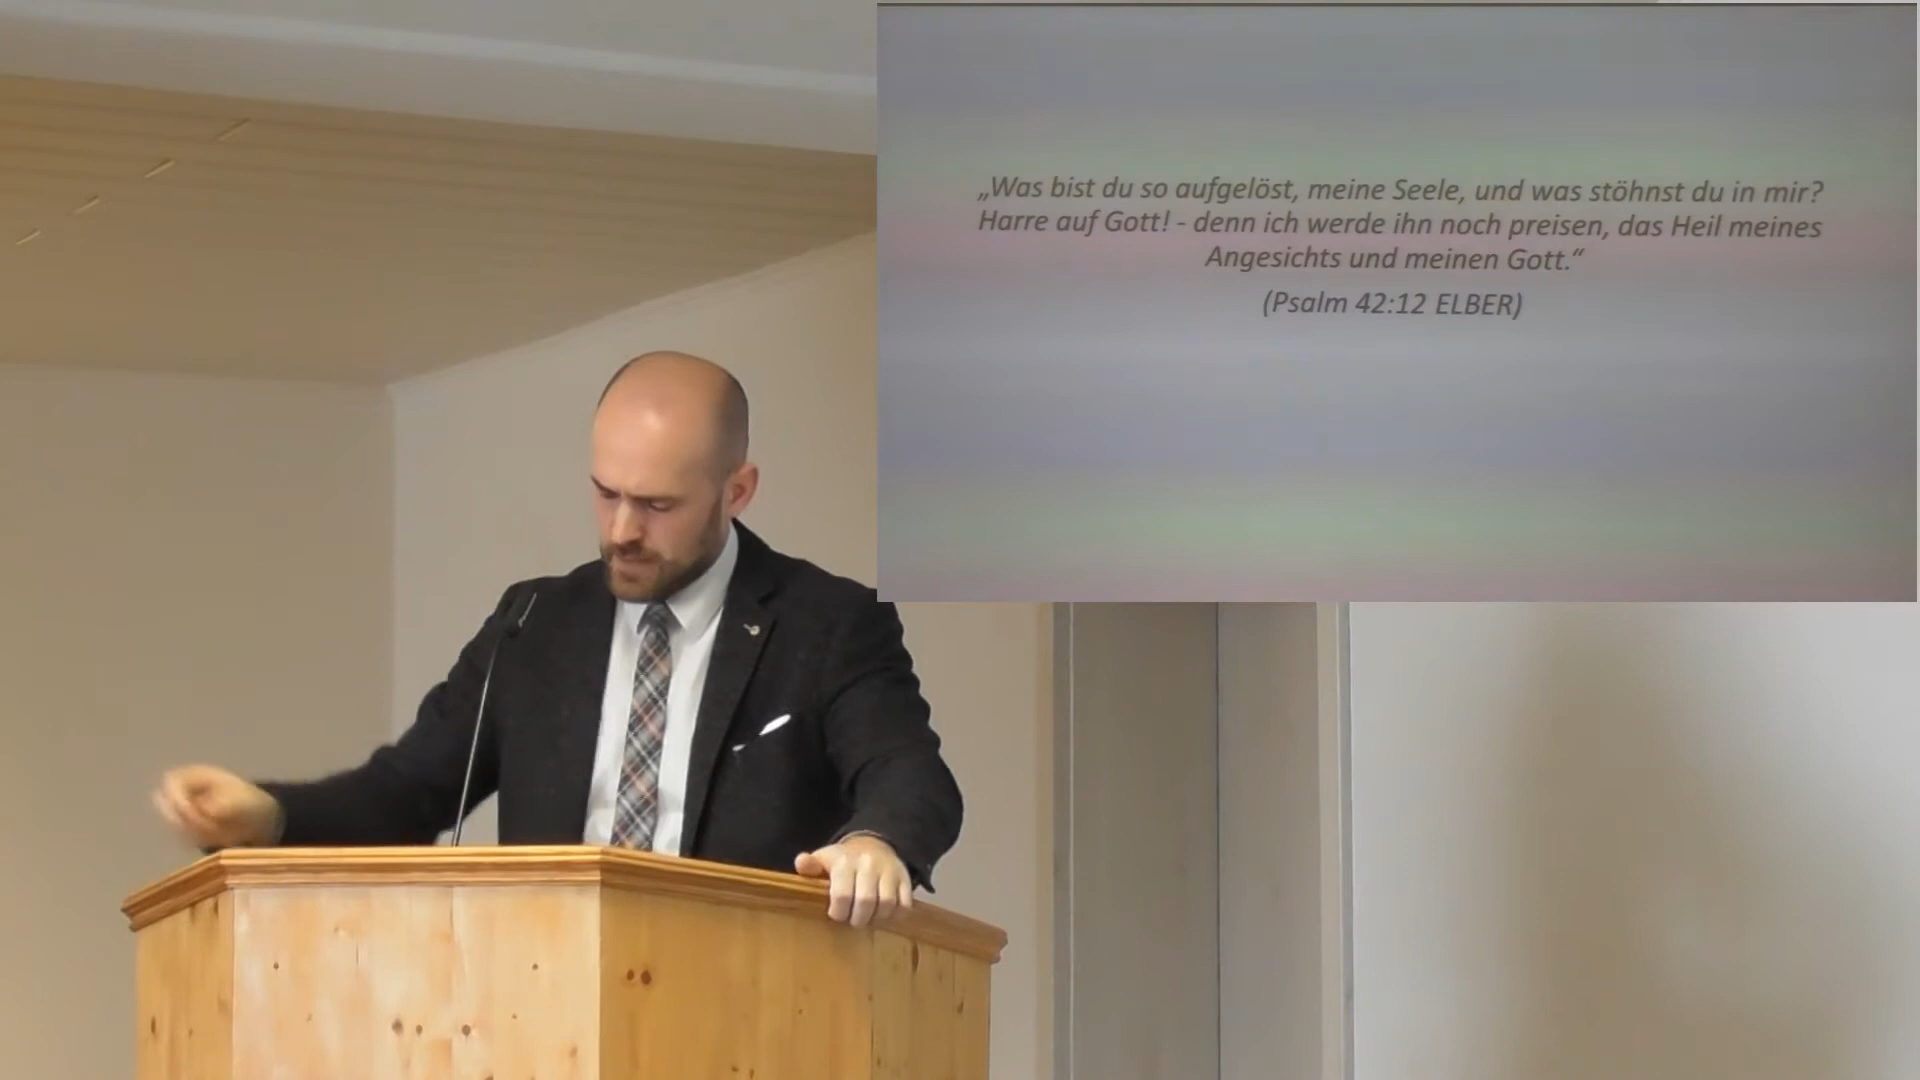 „Was bist du so aufgelöst, meine Seele, und was stöhnst du in mir?
Harre auf Gott! - denn ich werde ihn noch preisen, das Heil meines
Angesichts und meinen Gott.“
(Psalm 42:12 ELBER)